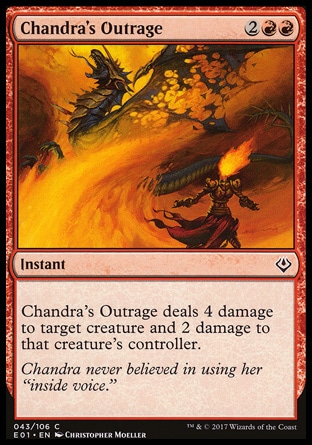 Chandra's Outrage 2
Instant
Chandra's Outrage deals 4 damage
to target creature and 2 damage to
that creature's controller.
Chandra never believed in using her
"inside voice."
043/106 C
E01 • EN Christopher Moeller
™ & © 2017 Wizards of the Coast